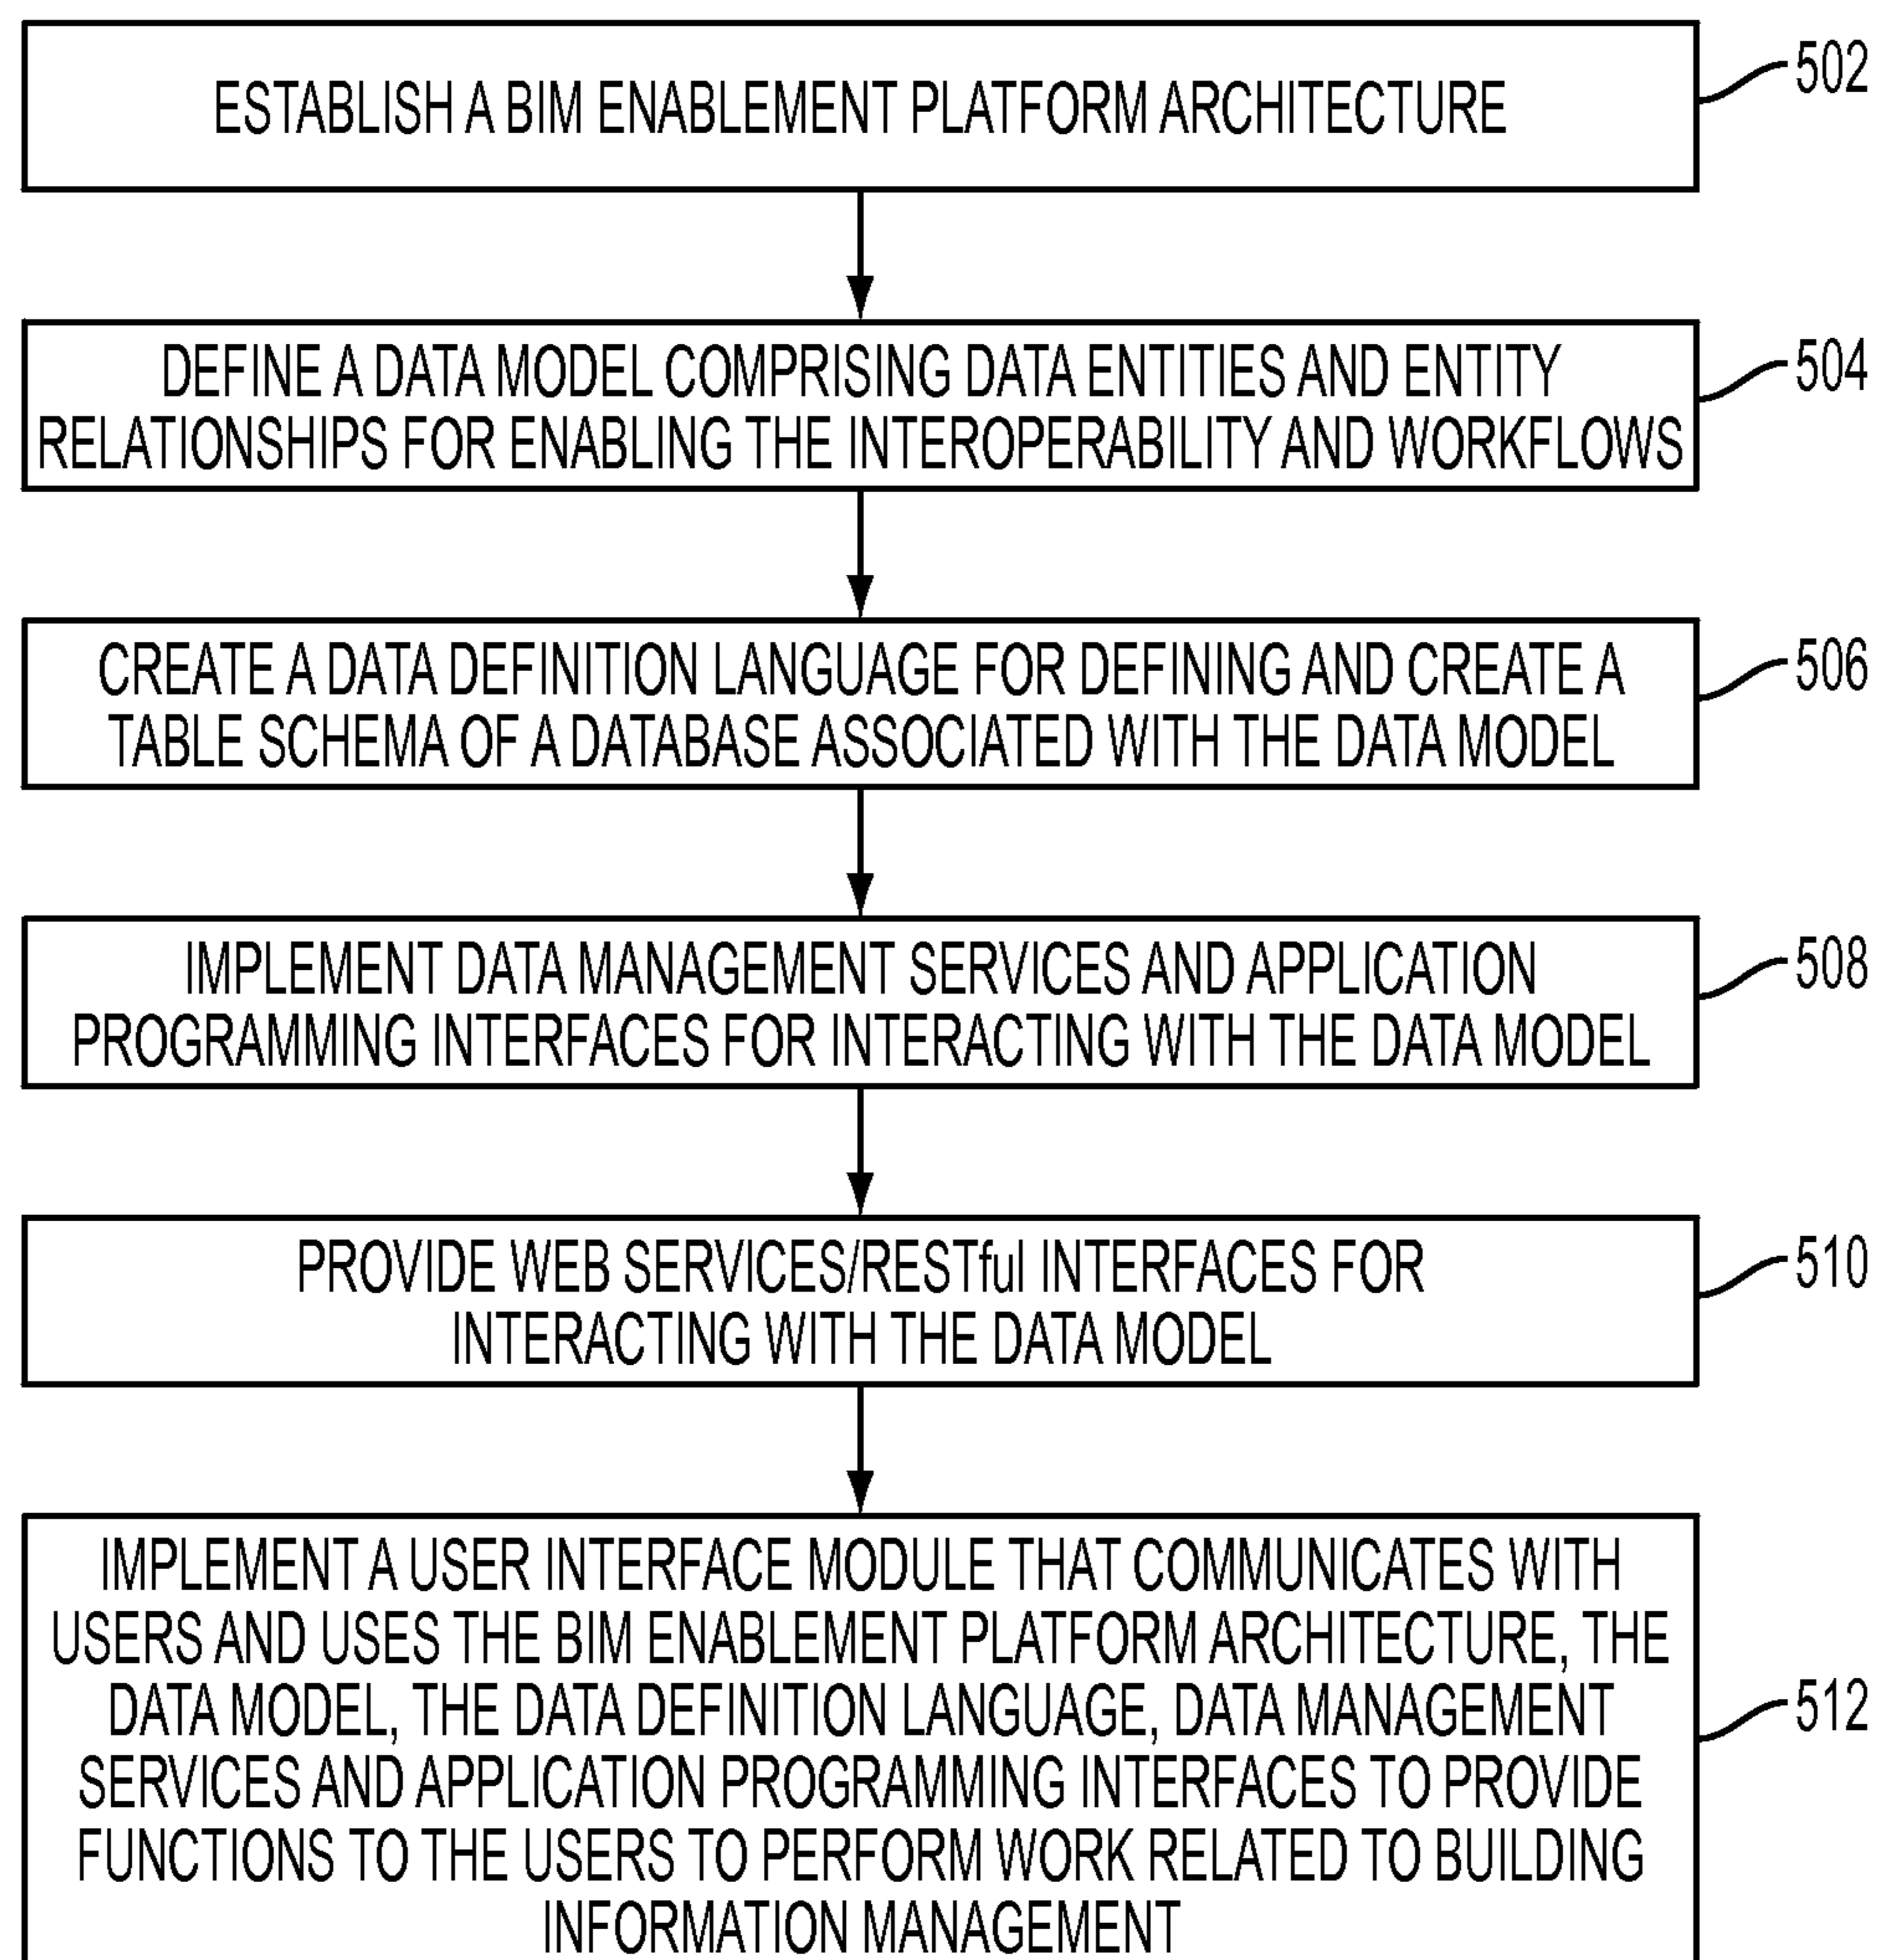 ESTABLISH A BIM ENABLEMENT PLATFORM ARCHITECTURE
502
DEFINE A DATA MODEL COMPRISING DATA ENTITIES AND ENTITY
RELATIONSHIPS FOR ENABLING THE INTEROPERABILITY AND WORKFLOWS
504
CREATE A DATA DEFINITION LANGUAGE FOR DEFINING AND CREATE A
TABLE SCHEMA OF A DATABASE ASSOCIATED WITH THE DATA MODEL
506
IMPLEMENT DATA MANAGEMENT SERVICES AND APPLICATION
PROGRAMMING INTERFACES FOR INTERACTING WITH THE DATA MODEL
508
PROVIDE WEB SERVICES/RESTful INTERFACES FOR
INTERACTING WITH THE DATA MODEL
510
IMPLEMENT A USER INTERFACE MODULE THAT COMMUNICATES WITH
USERS AND USES THE BIM ENABLEMENT PLATFORM ARCHITECTURE, THE
DATA MODEL, THE DATA DEFINITION LANGUAGE, DATA MANAGEMENT
SERVICES AND APPLICATION PROGRAMMING INTERFACES TO PROVIDE
FUNCTIONS TO THE USERS TO PERFORM WORK RELATED TO BUILDING
INFORMATION MANAGEMENT
512